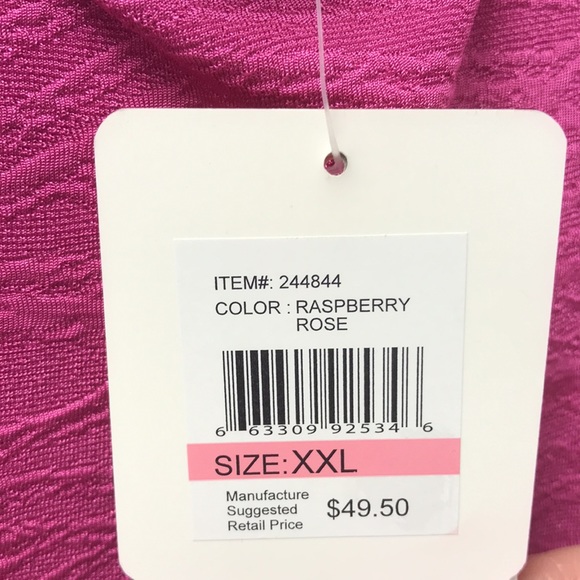 ITEM#: 244844
COLOR : RASPBERRY
ROSE
6 63309 92534 6
SIZE: XXL
Manufacture
Suggested $49.50
Retail Price